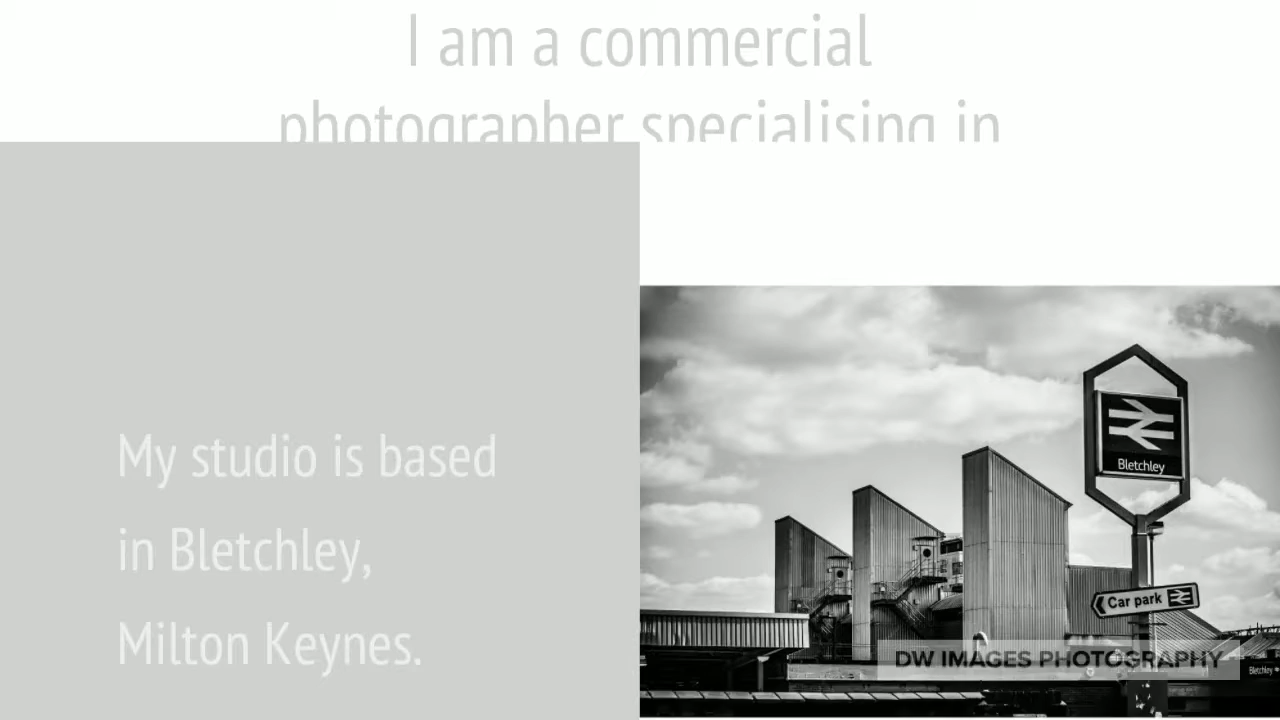 I am a commercial
photographer specialising in
My studio is based
in Bletchley,
Milton Keynes.
Bletchley
Car park
DW IMAGES PHOTOGRAPHY
Bletchley